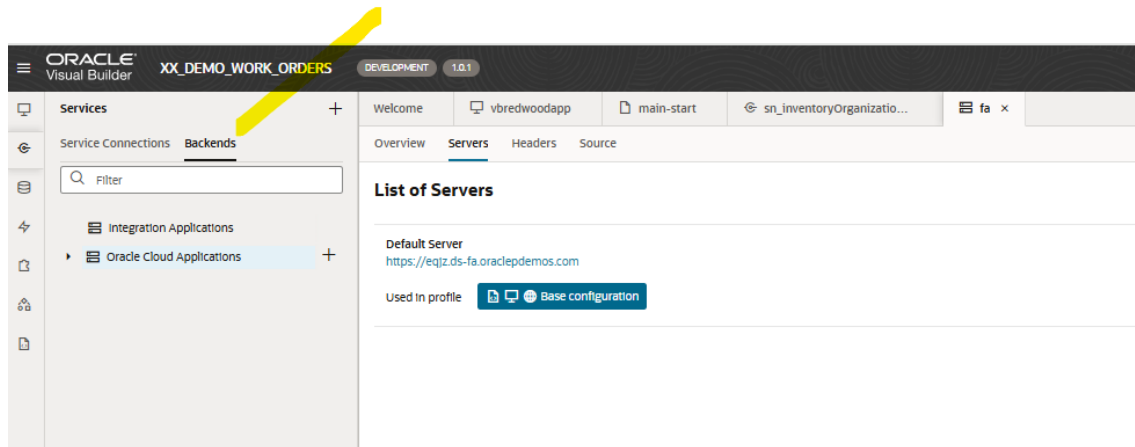 ORACLE
Visual Builder
XX_DEMO_WORK_ORDERS
DEVELOPMENT
1.0.1
Services
+
Service Connections
Backends
Filter
Integration Applications
Oracle Cloud Applications
+
Welcome
vbredwoodapp
main-start
sn_inventoryOrganizatio...
fa ×
Overview
Servers
Headers
Source
List of Servers
Default Server
https://eqjz.ds-fa.oraclepdemos.com
Used in profile
Base configuration